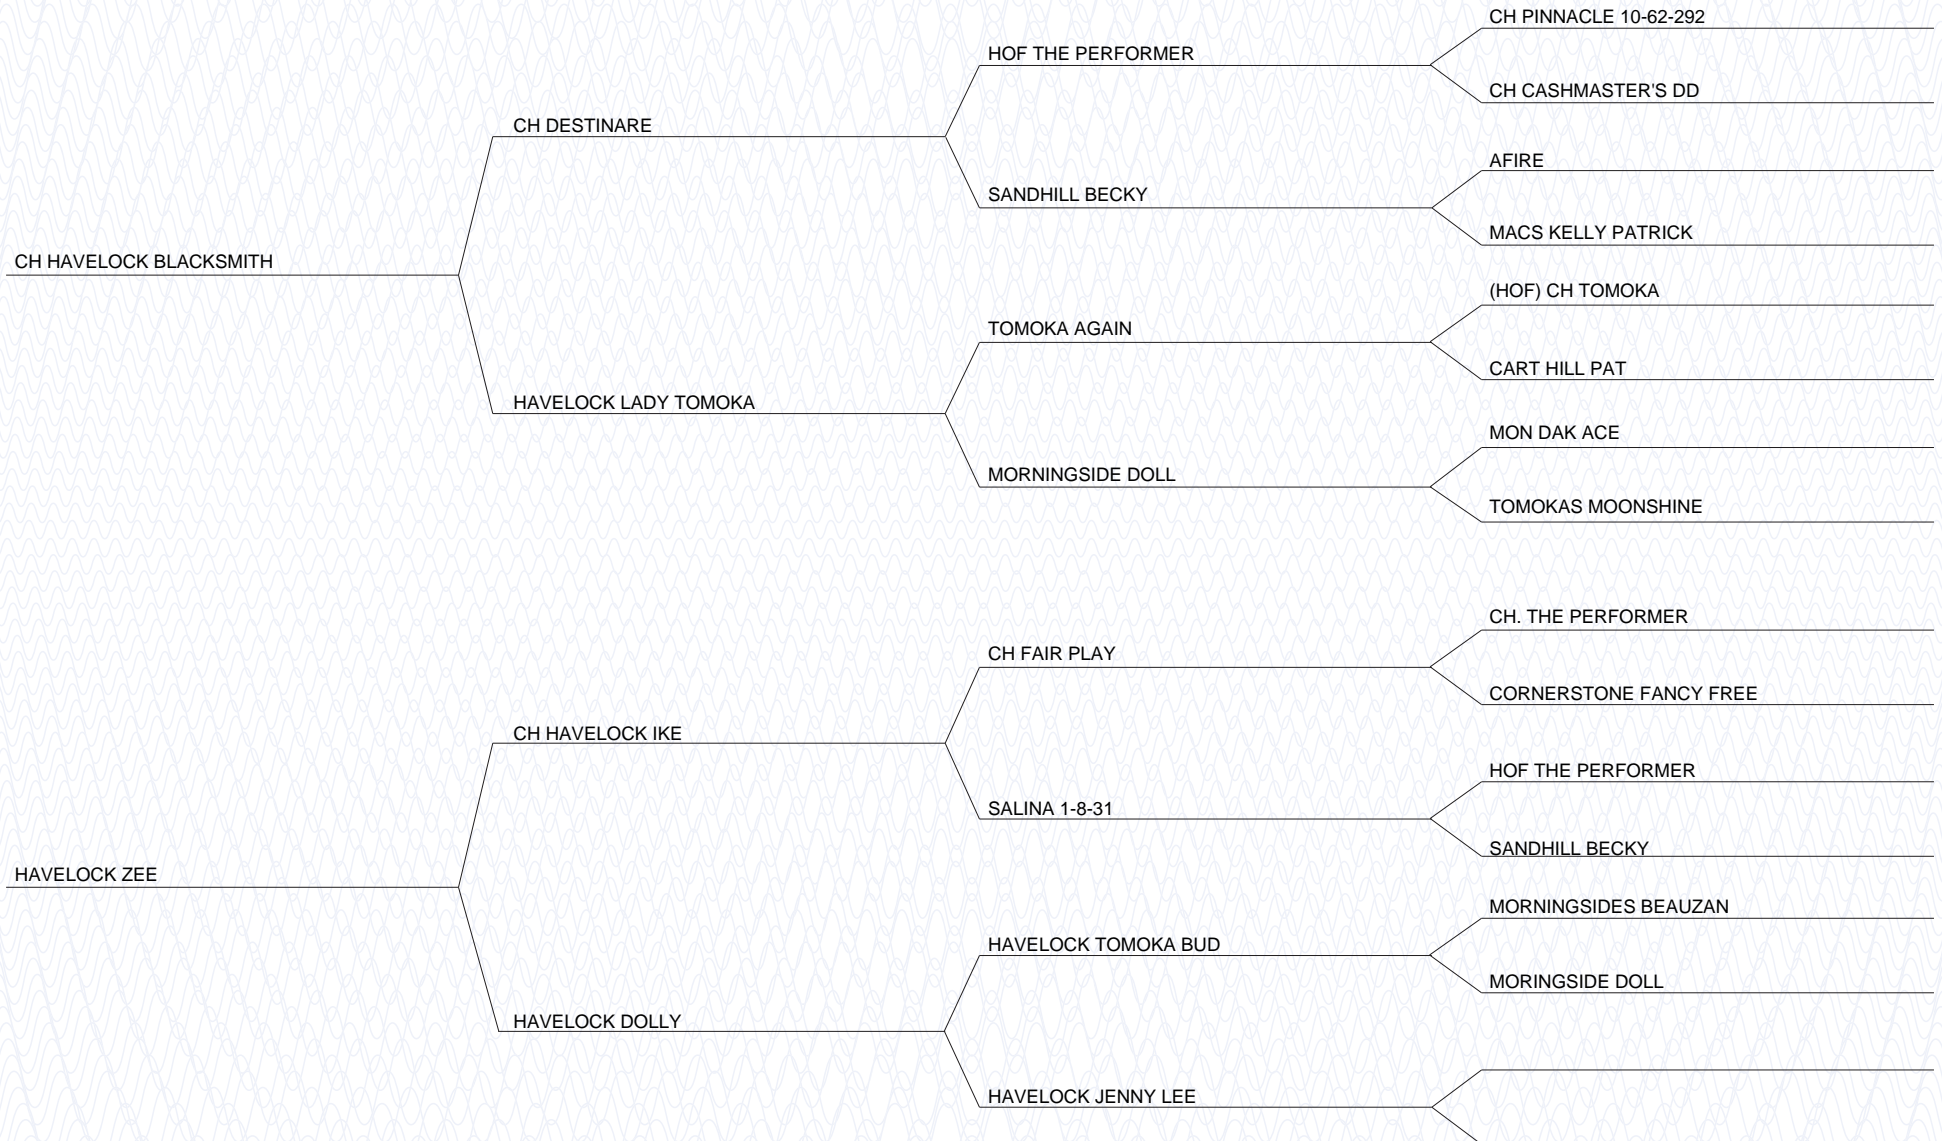 CH PINNACLE 10-62-292
HOF THE PERFORMER
CH CASHMASTER'S DD
CH DESTINARE
AFIRE
SANDHILL BECKY
MACS KELLY PATRICK
CH HAVELOCK BLACKSMITH
(HOF) CH TOMOKA
TOMOKA AGAIN
CART HILL PAT
HAVELOCK LADY TOMOKA
MON DAK ACE
MORNINGSIDE DOLL
TOMOKAS MOONSHINE
CH. THE PERFORMER
CH FAIR PLAY
CORNERSTONE FANCY FREE
CH HAVELOCK IKE
HOF THE PERFORMER
SALINA 1-8-31
SANDHILL BECKY
HAVELOCK ZEE
MORNINGSIDES BEAUZAN
HAVELOCK TOMOKA BUD
MORINGSIDE DOLL
HAVELOCK DOLLY
HAVELOCK JENNY LEE